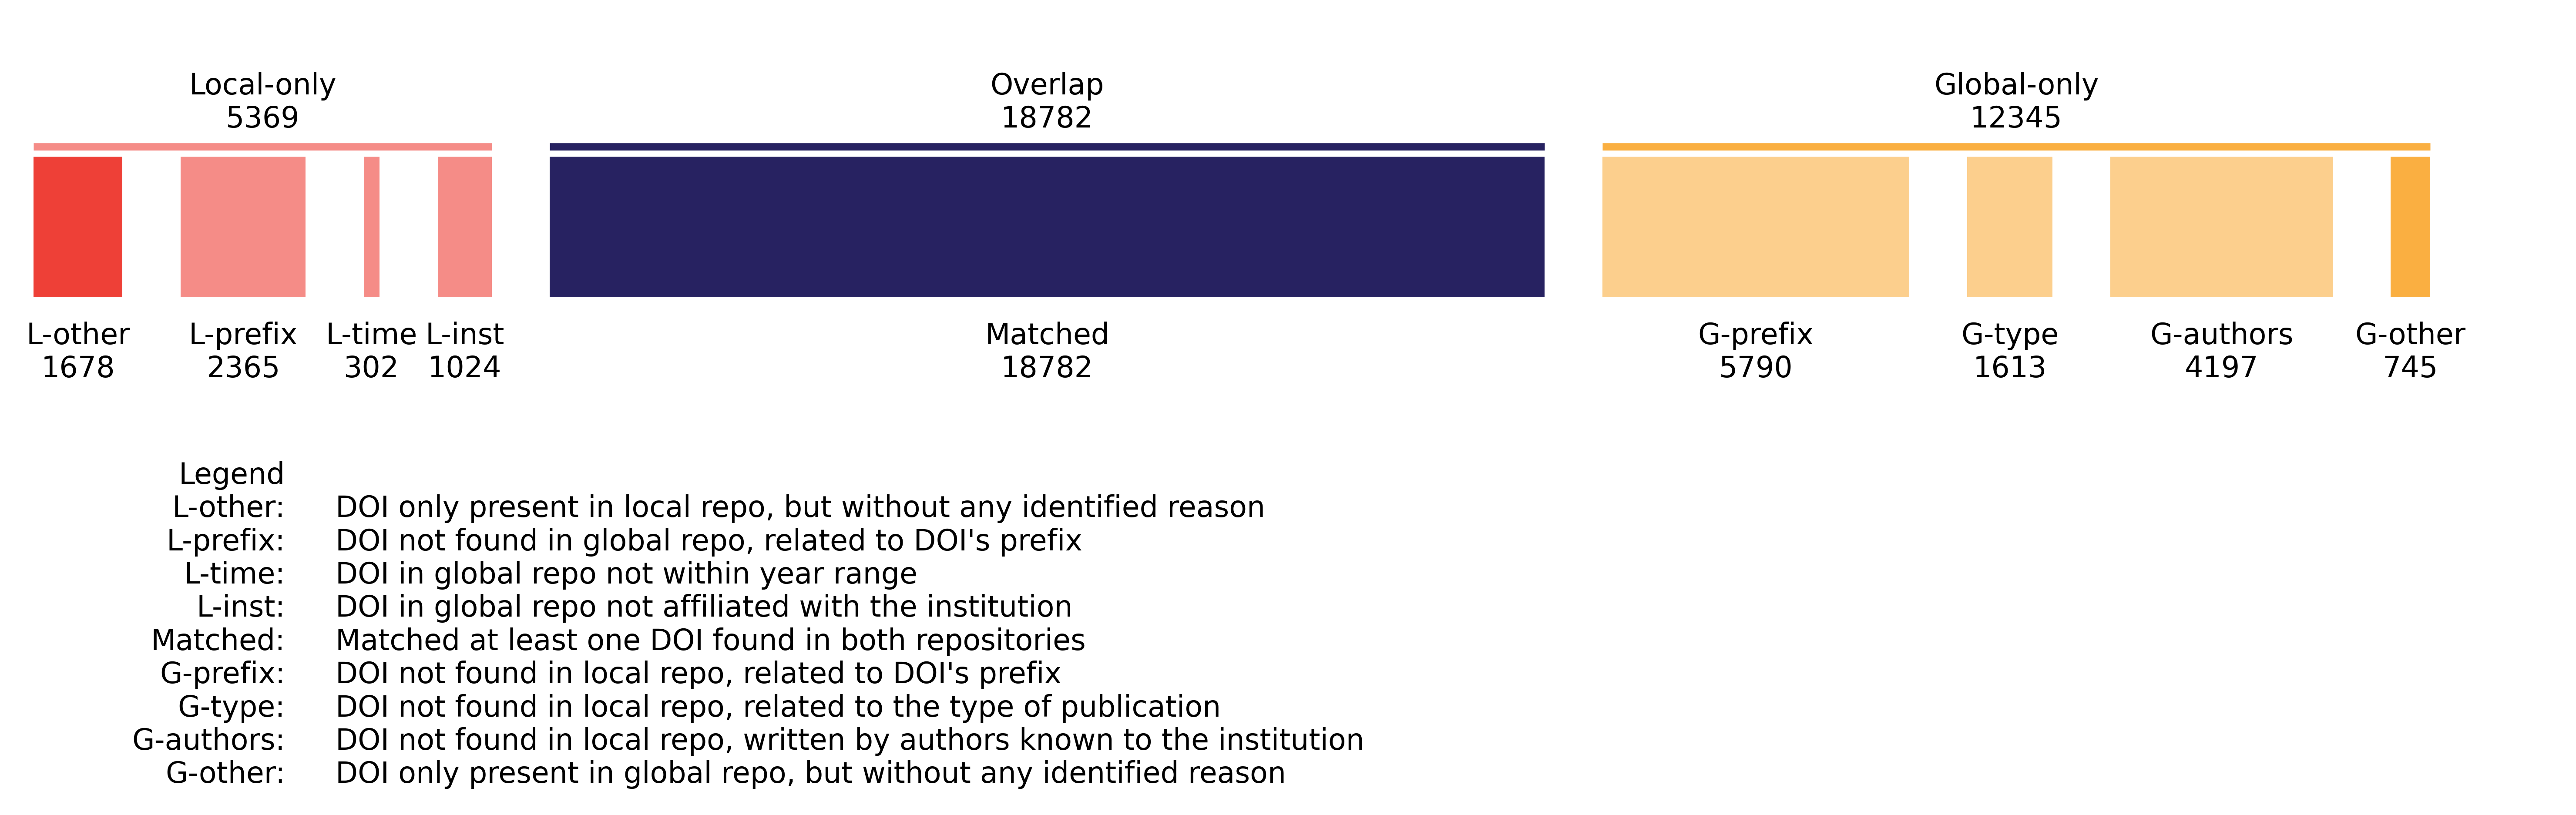 Local-only
5369
Overlap
18782
Global-only
12345
L-other
1678
L-prefix
2365
L-time
302
L-inst
1024
Matched
18782
G-prefix
5790
G-type
1613
G-authors
4197
G-other
745
Legend
L-other: DOI only present in local repo, but without any identified reason
L-prefix: DOI not found in global repo, related to DOI's prefix
L-time: DOI in global repo not within year range
L-inst: DOI in global repo not affiliated with the institution
Matched: Matched at least one DOI found in both repositories
G-prefix: DOI not found in local repo, related to DOI's prefix
G-type: DOI not found in local repo, related to the type of publication
G-authors: DOI not found in local repo, written by authors known to the institution
G-other: DOI only present in global repo, but without any identified reason